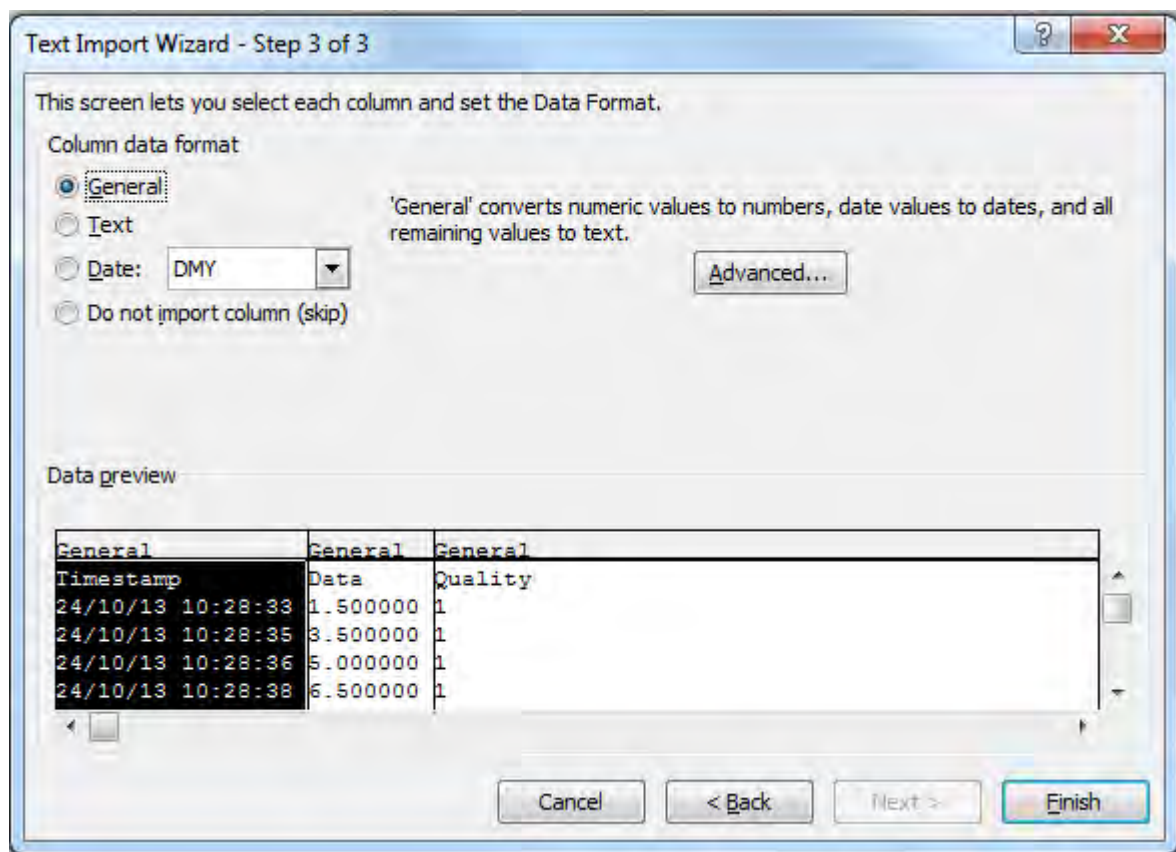 Text Import Wizard - Step 3 of 3
This screen lets you select each column and set the Data Format.
Column data format
General
Text
Date: DMY
Do not import column (skip)
'General' converts numeric values to numbers, date values to dates, and all
remaining values to text.
Advanced...
Data preview
General General General
Timestamp Data Quality
24/10/13 10:28:33 1.500000 1
24/10/13 10:28:35 3.500000 1
24/10/13 10:28:36 5.000000 1
24/10/13 10:28:38 6.500000 1
Cancel < Back Next > Finish